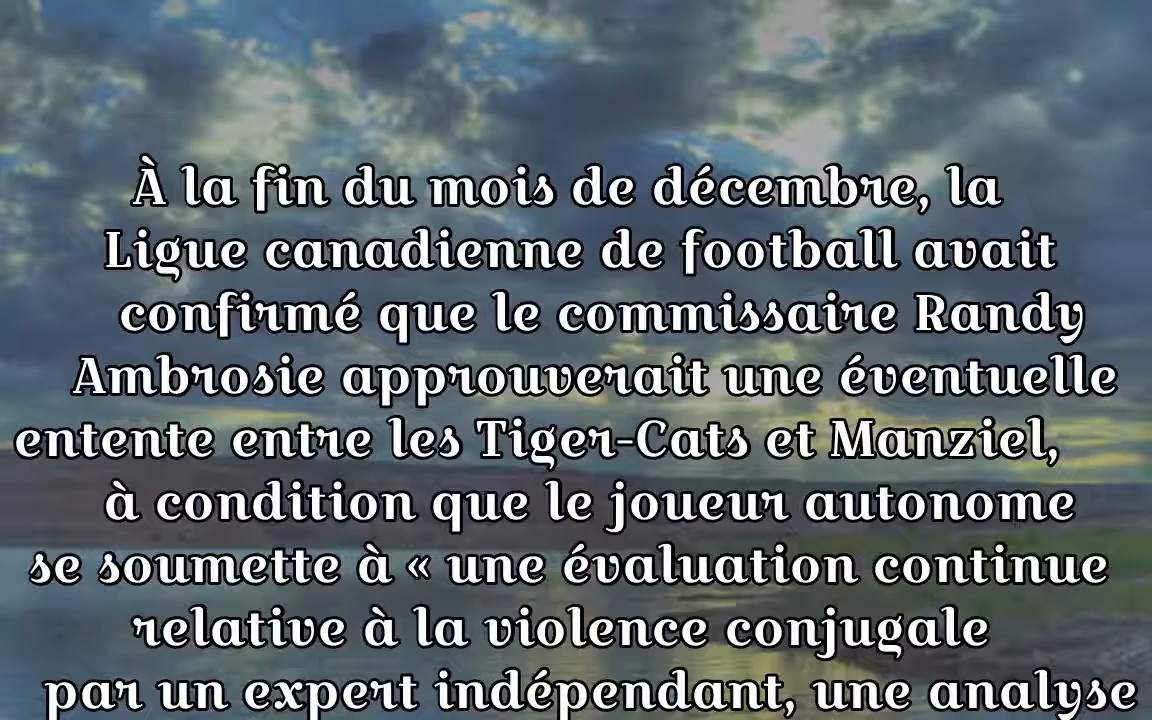 À la fin du mois de décembre, la
Ligue canadienne de football avait
confirmé que le commissaire Randy
Ambrosie approuverait une éventuelle
entente entre les Tiger-Cats et Manziel,
à condition que le joueur autonome
se soumette à « une évaluation continue
relative à la violence conjugale
par un expert indépendant, une analyse